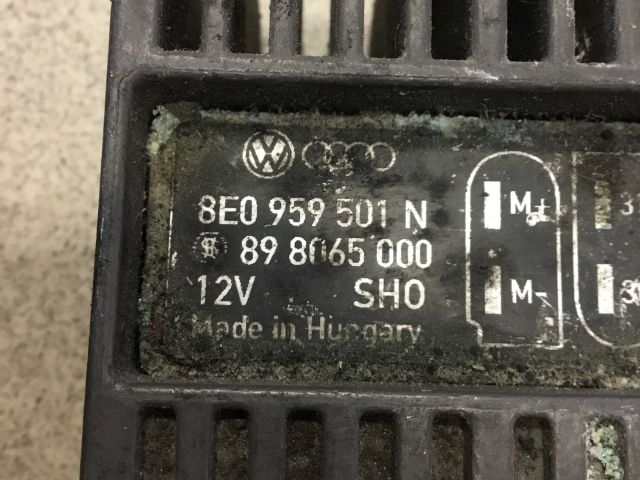 8E0 959 501 N
89 8065 000
12V SHO
Made in Hungary
M+
M-